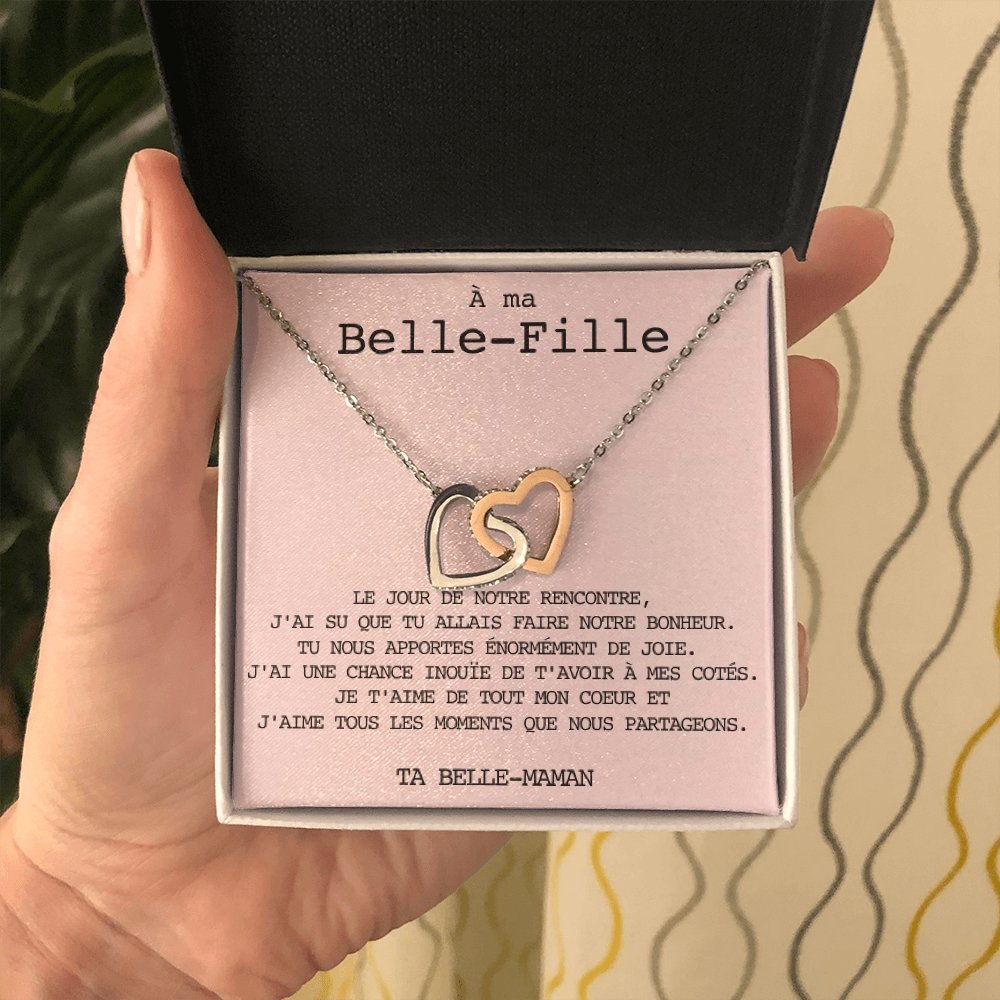 À ma
Belle-Fille
LE JOUR DE NOTRE RENCONTRE,
J'AI SU QUE TU ALLAIS FAIRE NOTRE BONHEUR.
TU NOUS APPORTES ÉNORMÉMENT DE JOIE.
J'AI UNE CHANCE INOUÏE DE T'AVOIR À MES COTÉS.
JE T'AIME DE TOUT MON COEUR ET
J'AIME TOUS LES MOMENTS QUE NOUS PARTAGEONS.
TA BELLE-MAMAN